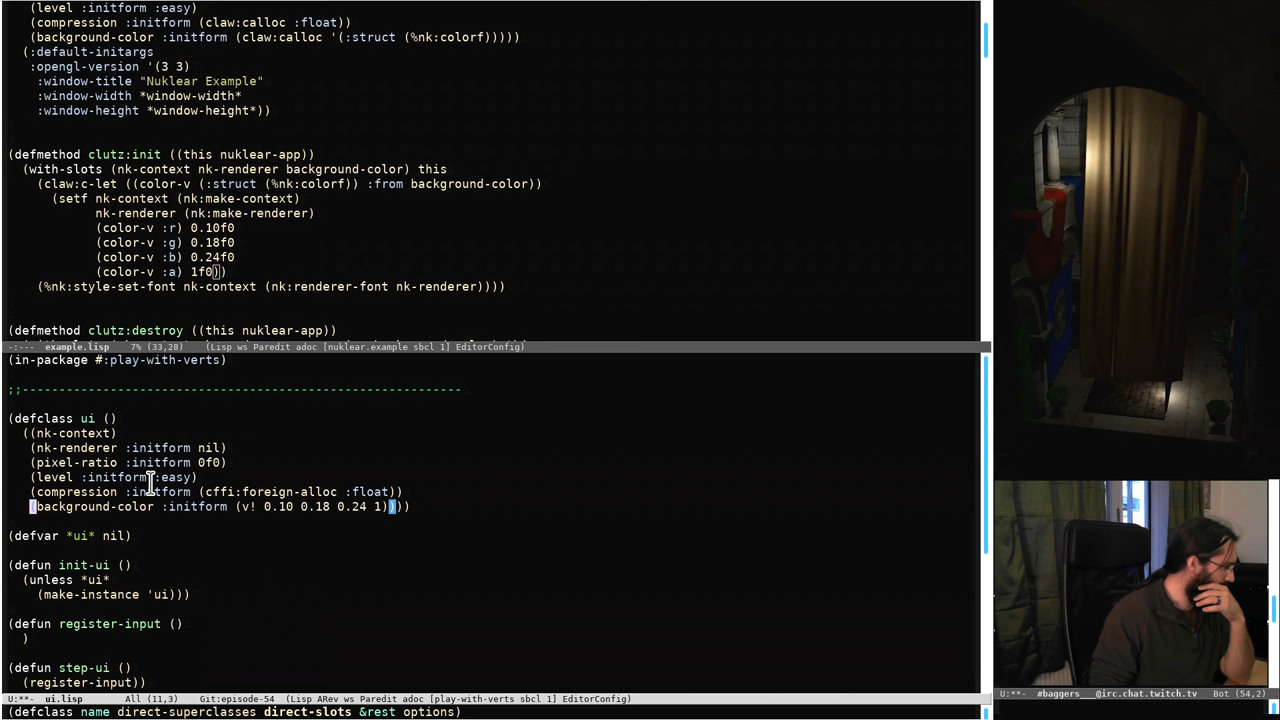 (level :initform :easy)
(compression :initform (claw:calloc :float))
(background-color :initform (claw:calloc '(:struct (%nk:colorf)))))
(:default-initargs
:opengl-version '(3 3)
:window-title "Nuklear Example"
:window-width *window-width*
:window-height *window-height*))
(defmethod clutz:init ((this nuklear-app))
(with-slots (nk-context nk-renderer background-color) this
(claw:c-let ((color-v (:struct (%nk:colorf)) :from background-color))
(setf nk-context (nk:make-context)
nk-renderer (nk:make-renderer)
(color-v :r) 0.10f0
(color-v :g) 0.18f0
(color-v :b) 0.24f0
(color-v :a) 1f0))
(%nk:style-set-font nk-context (nk:renderer-font nk-renderer))))
(defmethod clutz:destroy ((this nuklear-app))
-:--- example.lisp 7% (33,28) (Lisp ws Paredit adoc [nuklear.example sbcl 1] EditorConfig)
(in-package #:play-with-verts)
;;------------------------------------------------------------
(defclass ui ()
((nk-context)
(nk-renderer :initform nil)
(pixel-ratio :initform 0f0)
(level :initform :easy)
(compression :initform (cffi:foreign-alloc :float))
(background-color :initform (v! 0.10 0.18 0.24 1))))
(defvar *ui* nil)
(defun init-ui ()
(unless *ui*
(make-instance 'ui)))
(defun register-input ()
)
(defun step-ui ()
(register-input))
U:**- ui.lisp All (11,3) Git:episode-54 (Lisp ARev ws Paredit adoc [play-with-verts sbcl 1] EditorConfig)
(defclass name direct-superclasses direct-slots &rest options)
U:**- #baggers___@irc.chat.twitch.tv Bot (54,2)